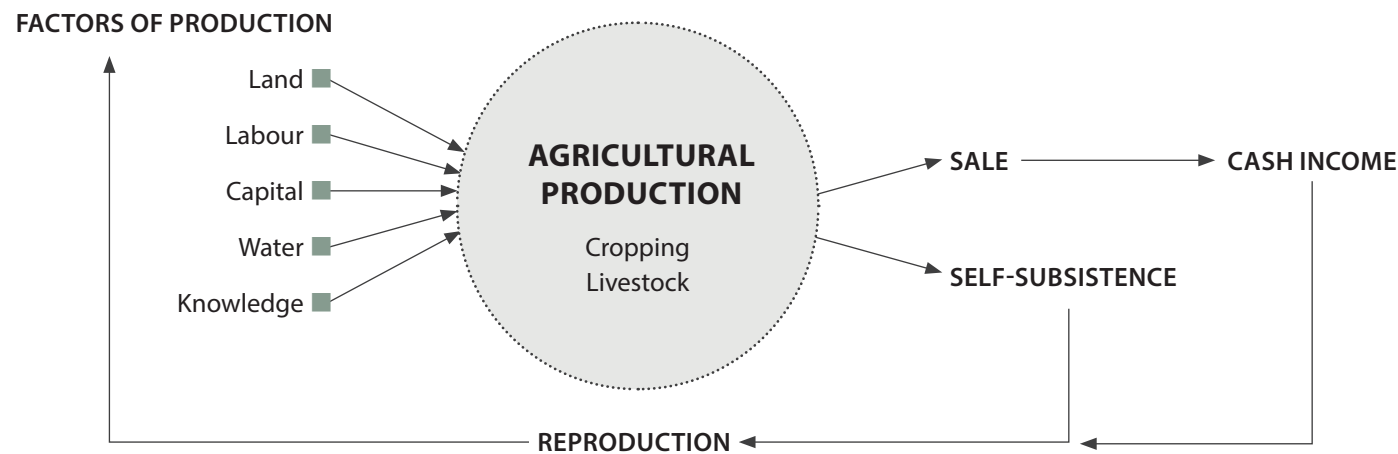 FACTORS OF PRODUCTION
Land
Labour
Capital
Water
Knowledge
AGRICULTURAL
PRODUCTION
Cropping
Livestock
SALE
CASH INCOME
SELF-SUBSISTENCE
REPRODUCTION